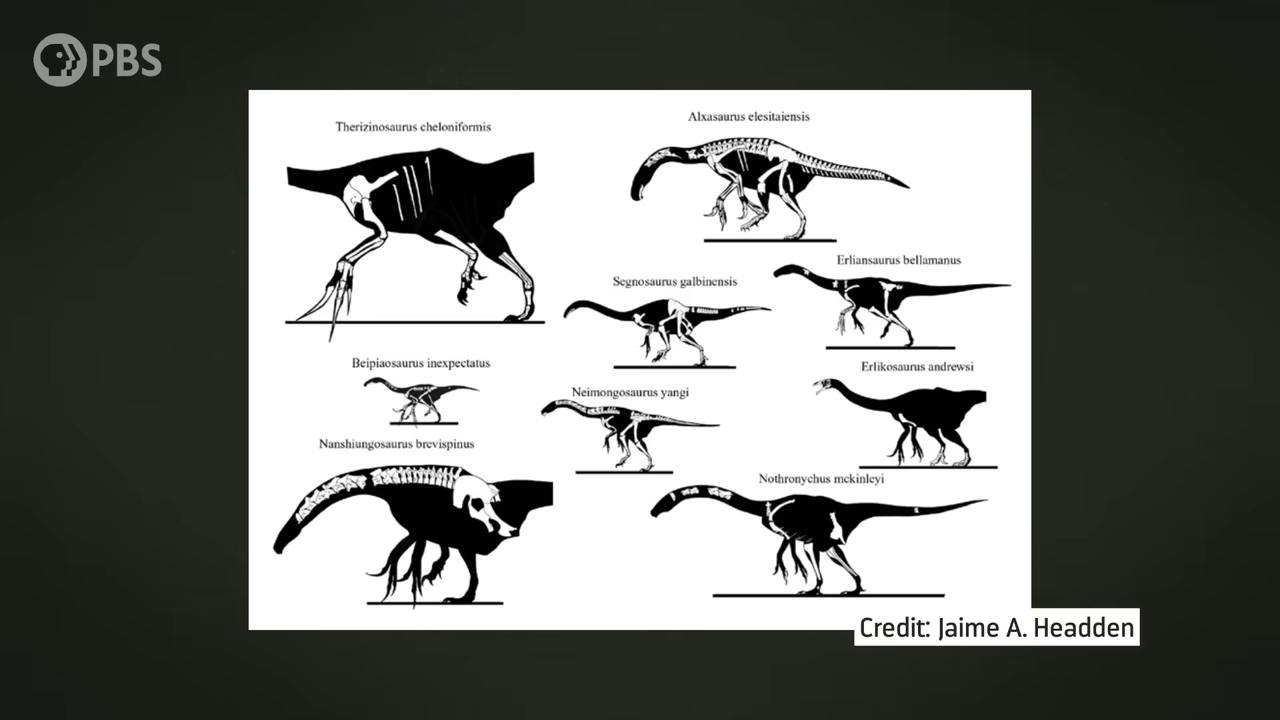 PBS
Therizinosaurus cheloniformis
Alxasaurus elesitaiensis
Erliansaurus bellamanus
Segnosaurus galbinensis
Beipiaosaurus inexpectatus
Erlikosaurus andrewsi
Neimongosaurus yangi
Nanshiungosaurus brevispinus
Nothronychus mckinleyi
Credit: Jaime A. Headden